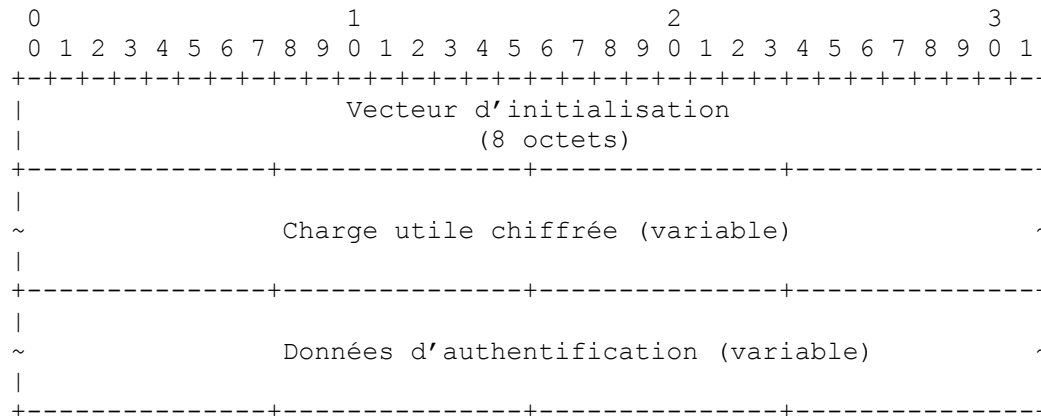 0                   1                   2                   3
 0 1 2 3 4 5 6 7 8 9 0 1 2 3 4 5 6 7 8 9 0 1 2 3 4 5 6 7 8 9 0 1
+-+-+-+-+-+-+-+-+-+-+-+-+-+-+-+-+-+-+-+-+-+-+-+-+-+-+-+-+-+-+-+--
|                    Vecteur d'initialisation
|                            (8 octets)
+---------------+---------------+---------------+---------------+
|
~                Charge utile chiffrée (variable)               ~
|
+---------------+---------------+---------------+---------------+
|
~                Données d'authentification (variable)          ~
|
+---------------+---------------+---------------+---------------+